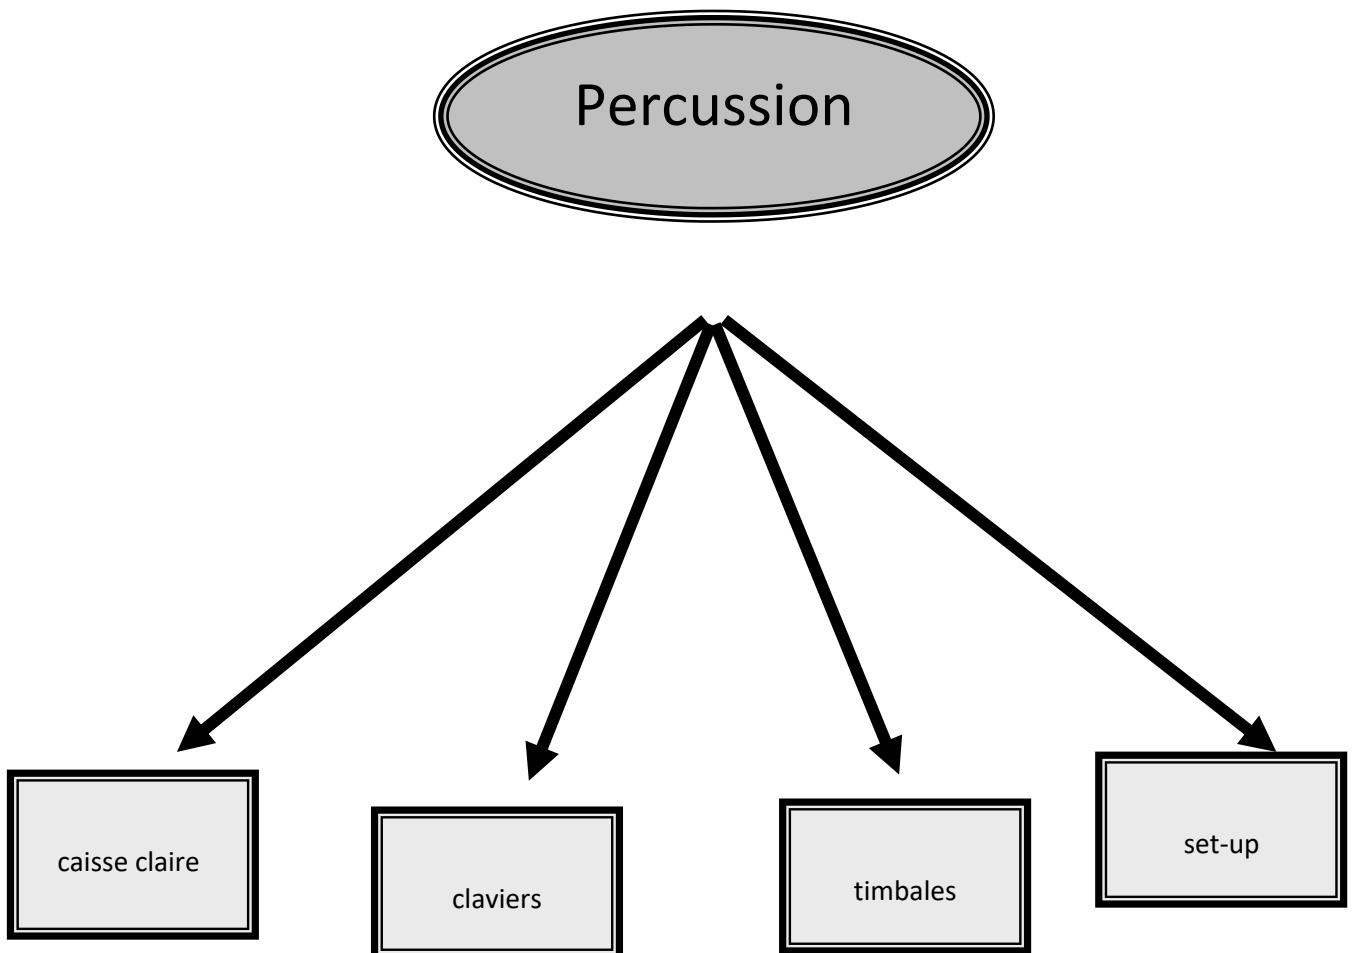 Percussion
caisse claire
claviers
timbales
set-up